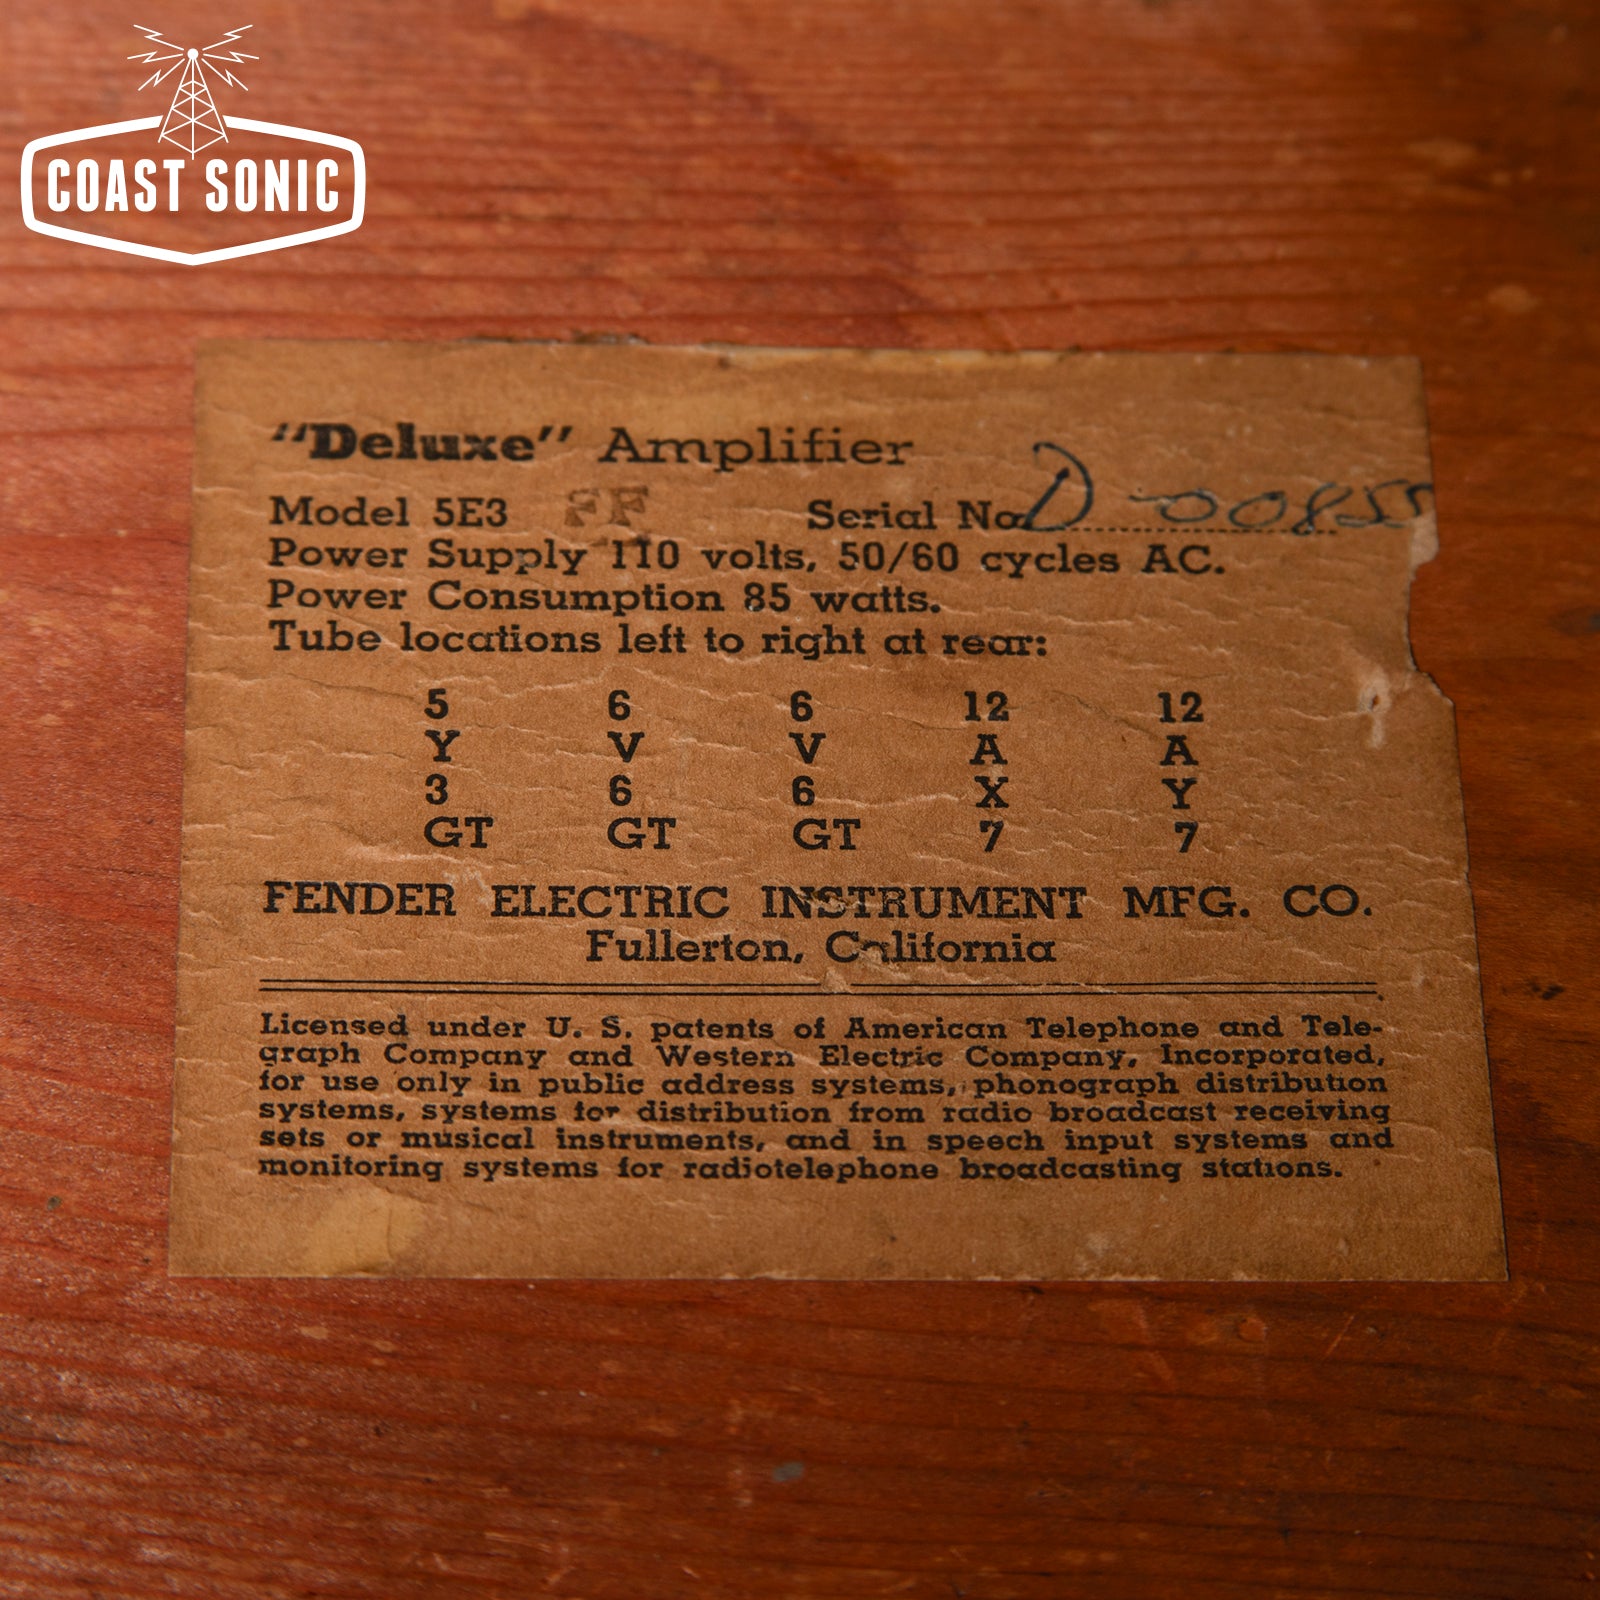 COAST SONIC
"Deluxe" Amplifier
Model 5E3 FF Serial No. D-00855
Power Supply 110 volts, 50/60 cycles AC.
Power Consumption 85 watts.
Tube locations left to right at rear:
5 6 6 12 12
Y V V A A
3 6 6 X Y
GT GT GT 7 7
FENDER ELECTRIC INSTRUMENT MFG. CO.
Fullerton, California
Licensed under U. S. patents of American Telephone and Tele-
graph Company and Western Electric Company, Incorporated,
for use only in public address systems, phonograph distribution
systems, systems for distribution from radio broadcast receiving
sets or musical instruments, and in speech input systems and
monitoring systems for radiotelephone broadcasting stations.